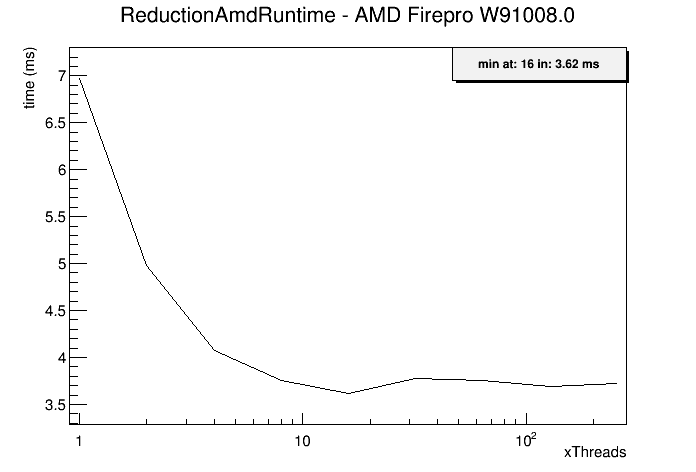 ReductionAmdRuntime - AMD Firepro W91008.0
time (ms)
min at: 16 in: 3.62 ms
7
6.5
6
5.5
5
4.5
4
3.5
1 10 10²
xThreads